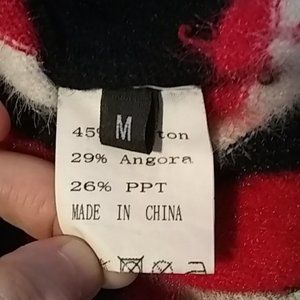 M
45% ton
29% Angora
26% PPT
MADE IN CHINA